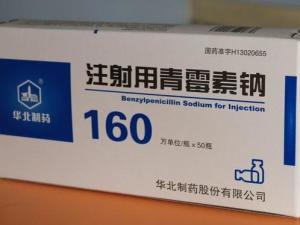 国药准字H13020655
注射用青霉素钠
Benzylpenicillin Sodium for Injection
华北制药
160
万单位/瓶×50瓶
华北制药股份有限公司